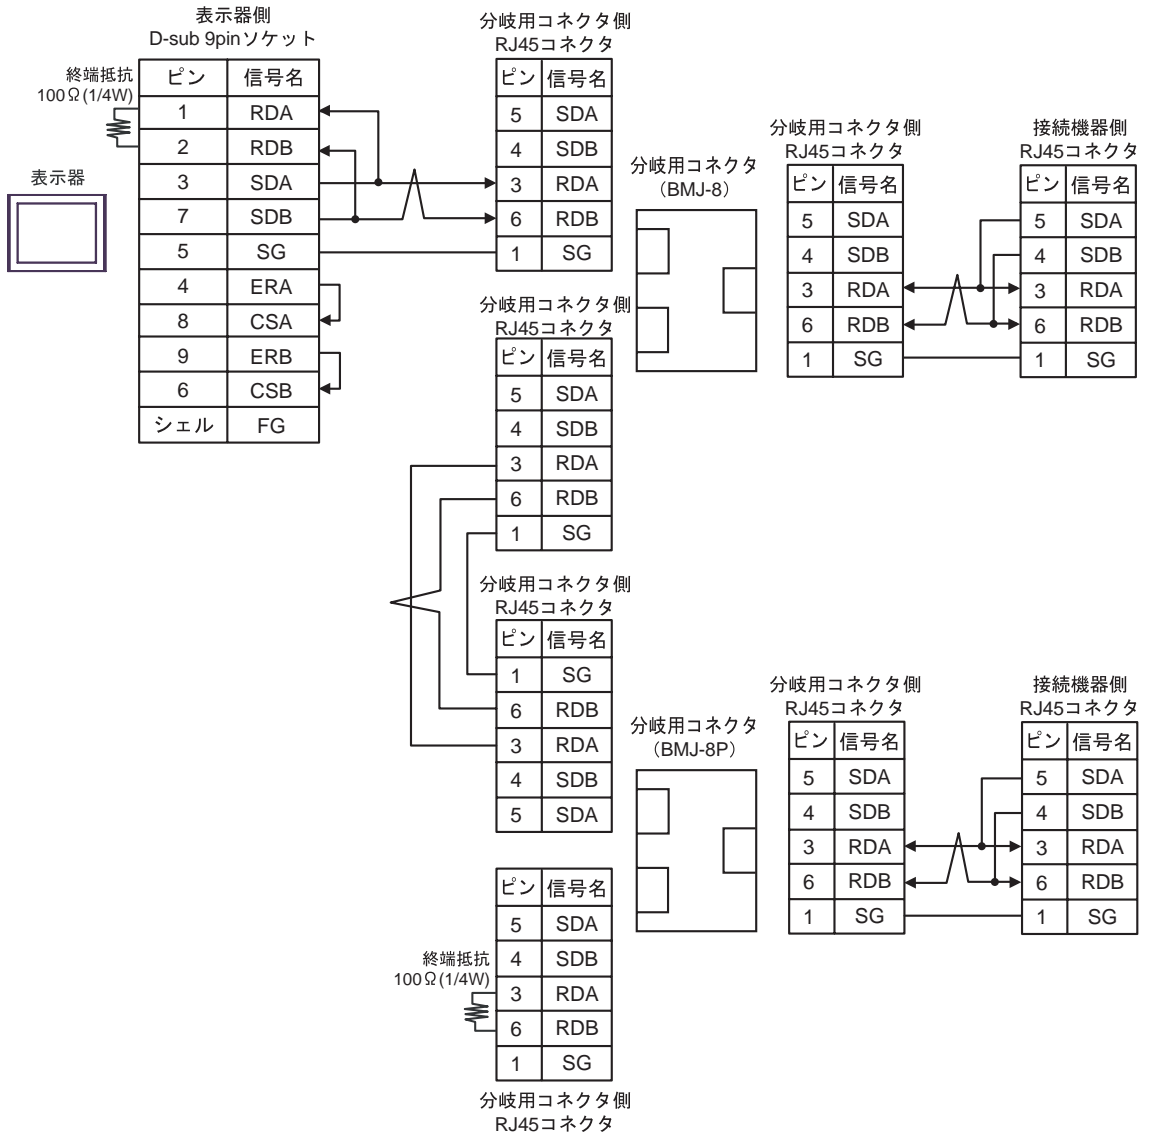 表示器側
D-sub 9pinソケット
終端抵抗
100Ω(1/4W)
ピン 信号名
1 RDA
2 RDB
3 SDA
7 SDB
5 SG
4 ERA
8 CSA
9 ERB
6 CSB
シェル FG
表示器
分岐用コネクタ側
RJ45コネクタ
ピン 信号名
5 SDA
4 SDB
3 RDA
6 RDB
1 SG
分岐用コネクタ
（BMJ-8）
分岐用コネクタ側
RJ45コネクタ
ピン 信号名
5 SDA
4 SDB
3 RDA
6 RDB
1 SG
接続機器側
RJ45コネクタ
ピン 信号名
5 SDA
4 SDB
3 RDA
6 RDB
1 SG
分岐用コネクタ側
RJ45コネクタ
ピン 信号名
5 SDA
4 SDB
3 RDA
6 RDB
1 SG
分岐用コネクタ側
RJ45コネクタ
ピン 信号名
1 SG
6 RDB
3 RDA
4 SDB
5 SDA
分岐用コネクタ
（BMJ-8P）
分岐用コネクタ側
RJ45コネクタ
ピン 信号名
5 SDA
4 SDB
3 RDA
6 RDB
1 SG
接続機器側
RJ45コネクタ
ピン 信号名
5 SDA
4 SDB
3 RDA
6 RDB
1 SG
ピン 信号名
5 SDA
4 SDB
3 RDA
6 RDB
1 SG
終端抵抗
100Ω(1/4W)
分岐用コネクタ側
RJ45コネクタ